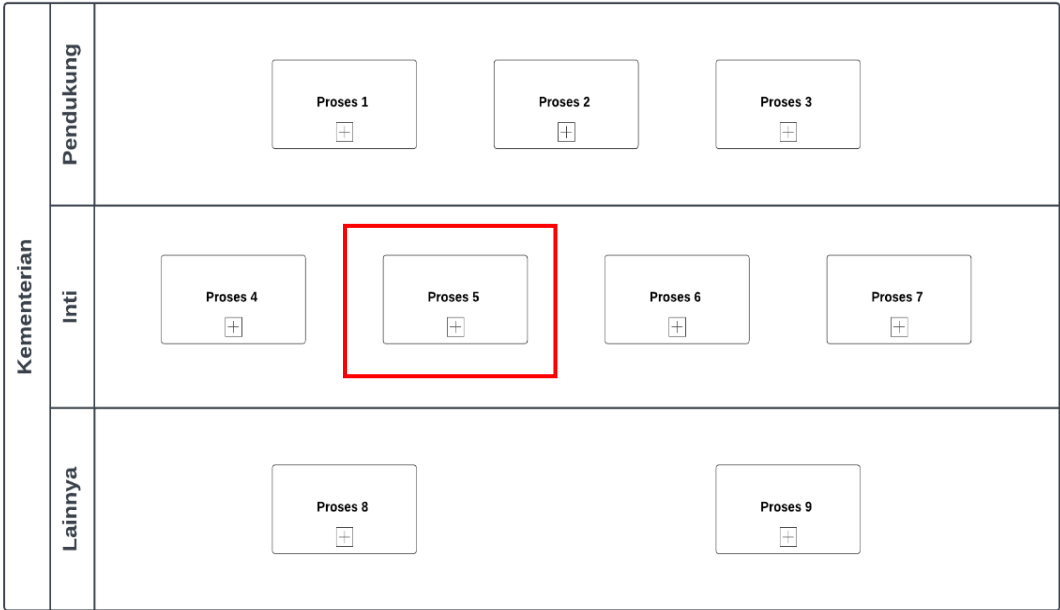 Kementerian
Pendukung
Proses 1
Proses 2
Proses 3
Inti
Proses 4
Proses 5
Proses 6
Proses 7
Lainnya
Proses 8
Proses 9